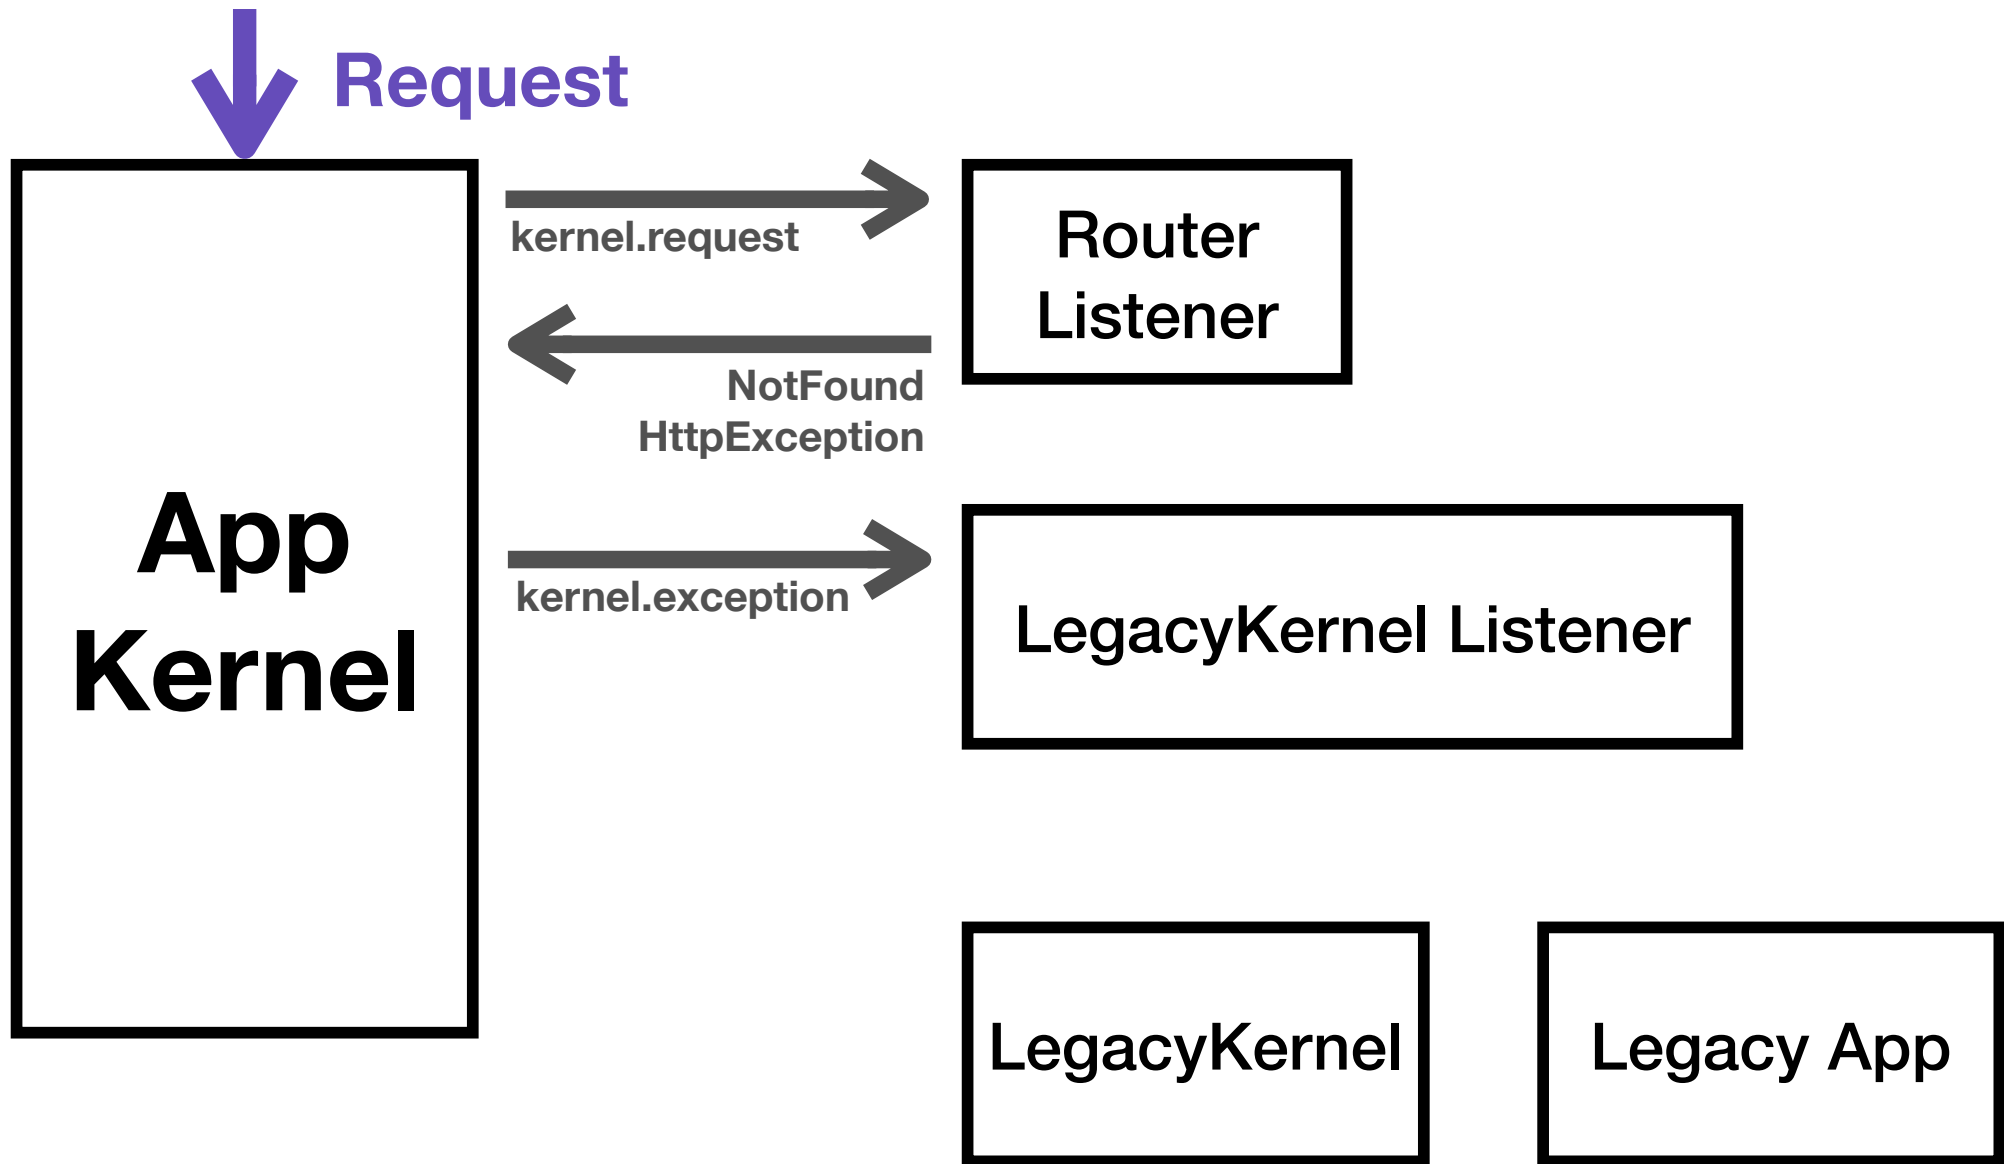 Request
kernel.request
Router
Listener
NotFound
HttpException
App
Kernel
kernel.exception
LegacyKernel Listener
LegacyKernel
Legacy App